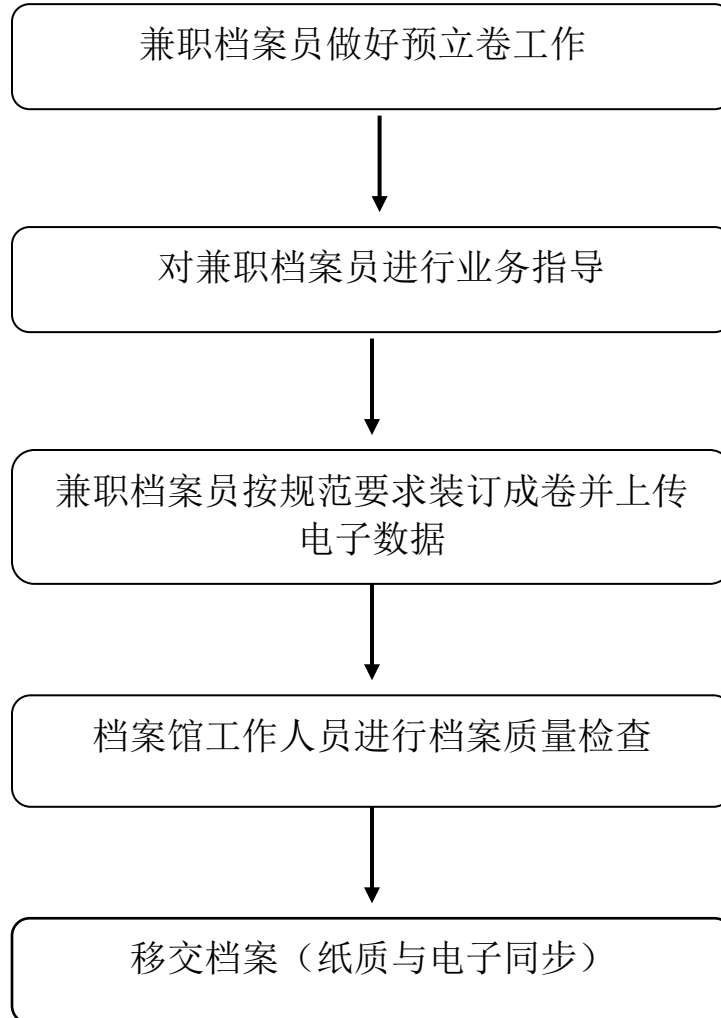 兼职档案员做好预立卷工作
对兼职档案员进行业务指导
兼职档案员按规范要求装订成卷并上传
电子数据
档案馆工作人员进行档案质量检查
移交档案（纸质与电子同步）